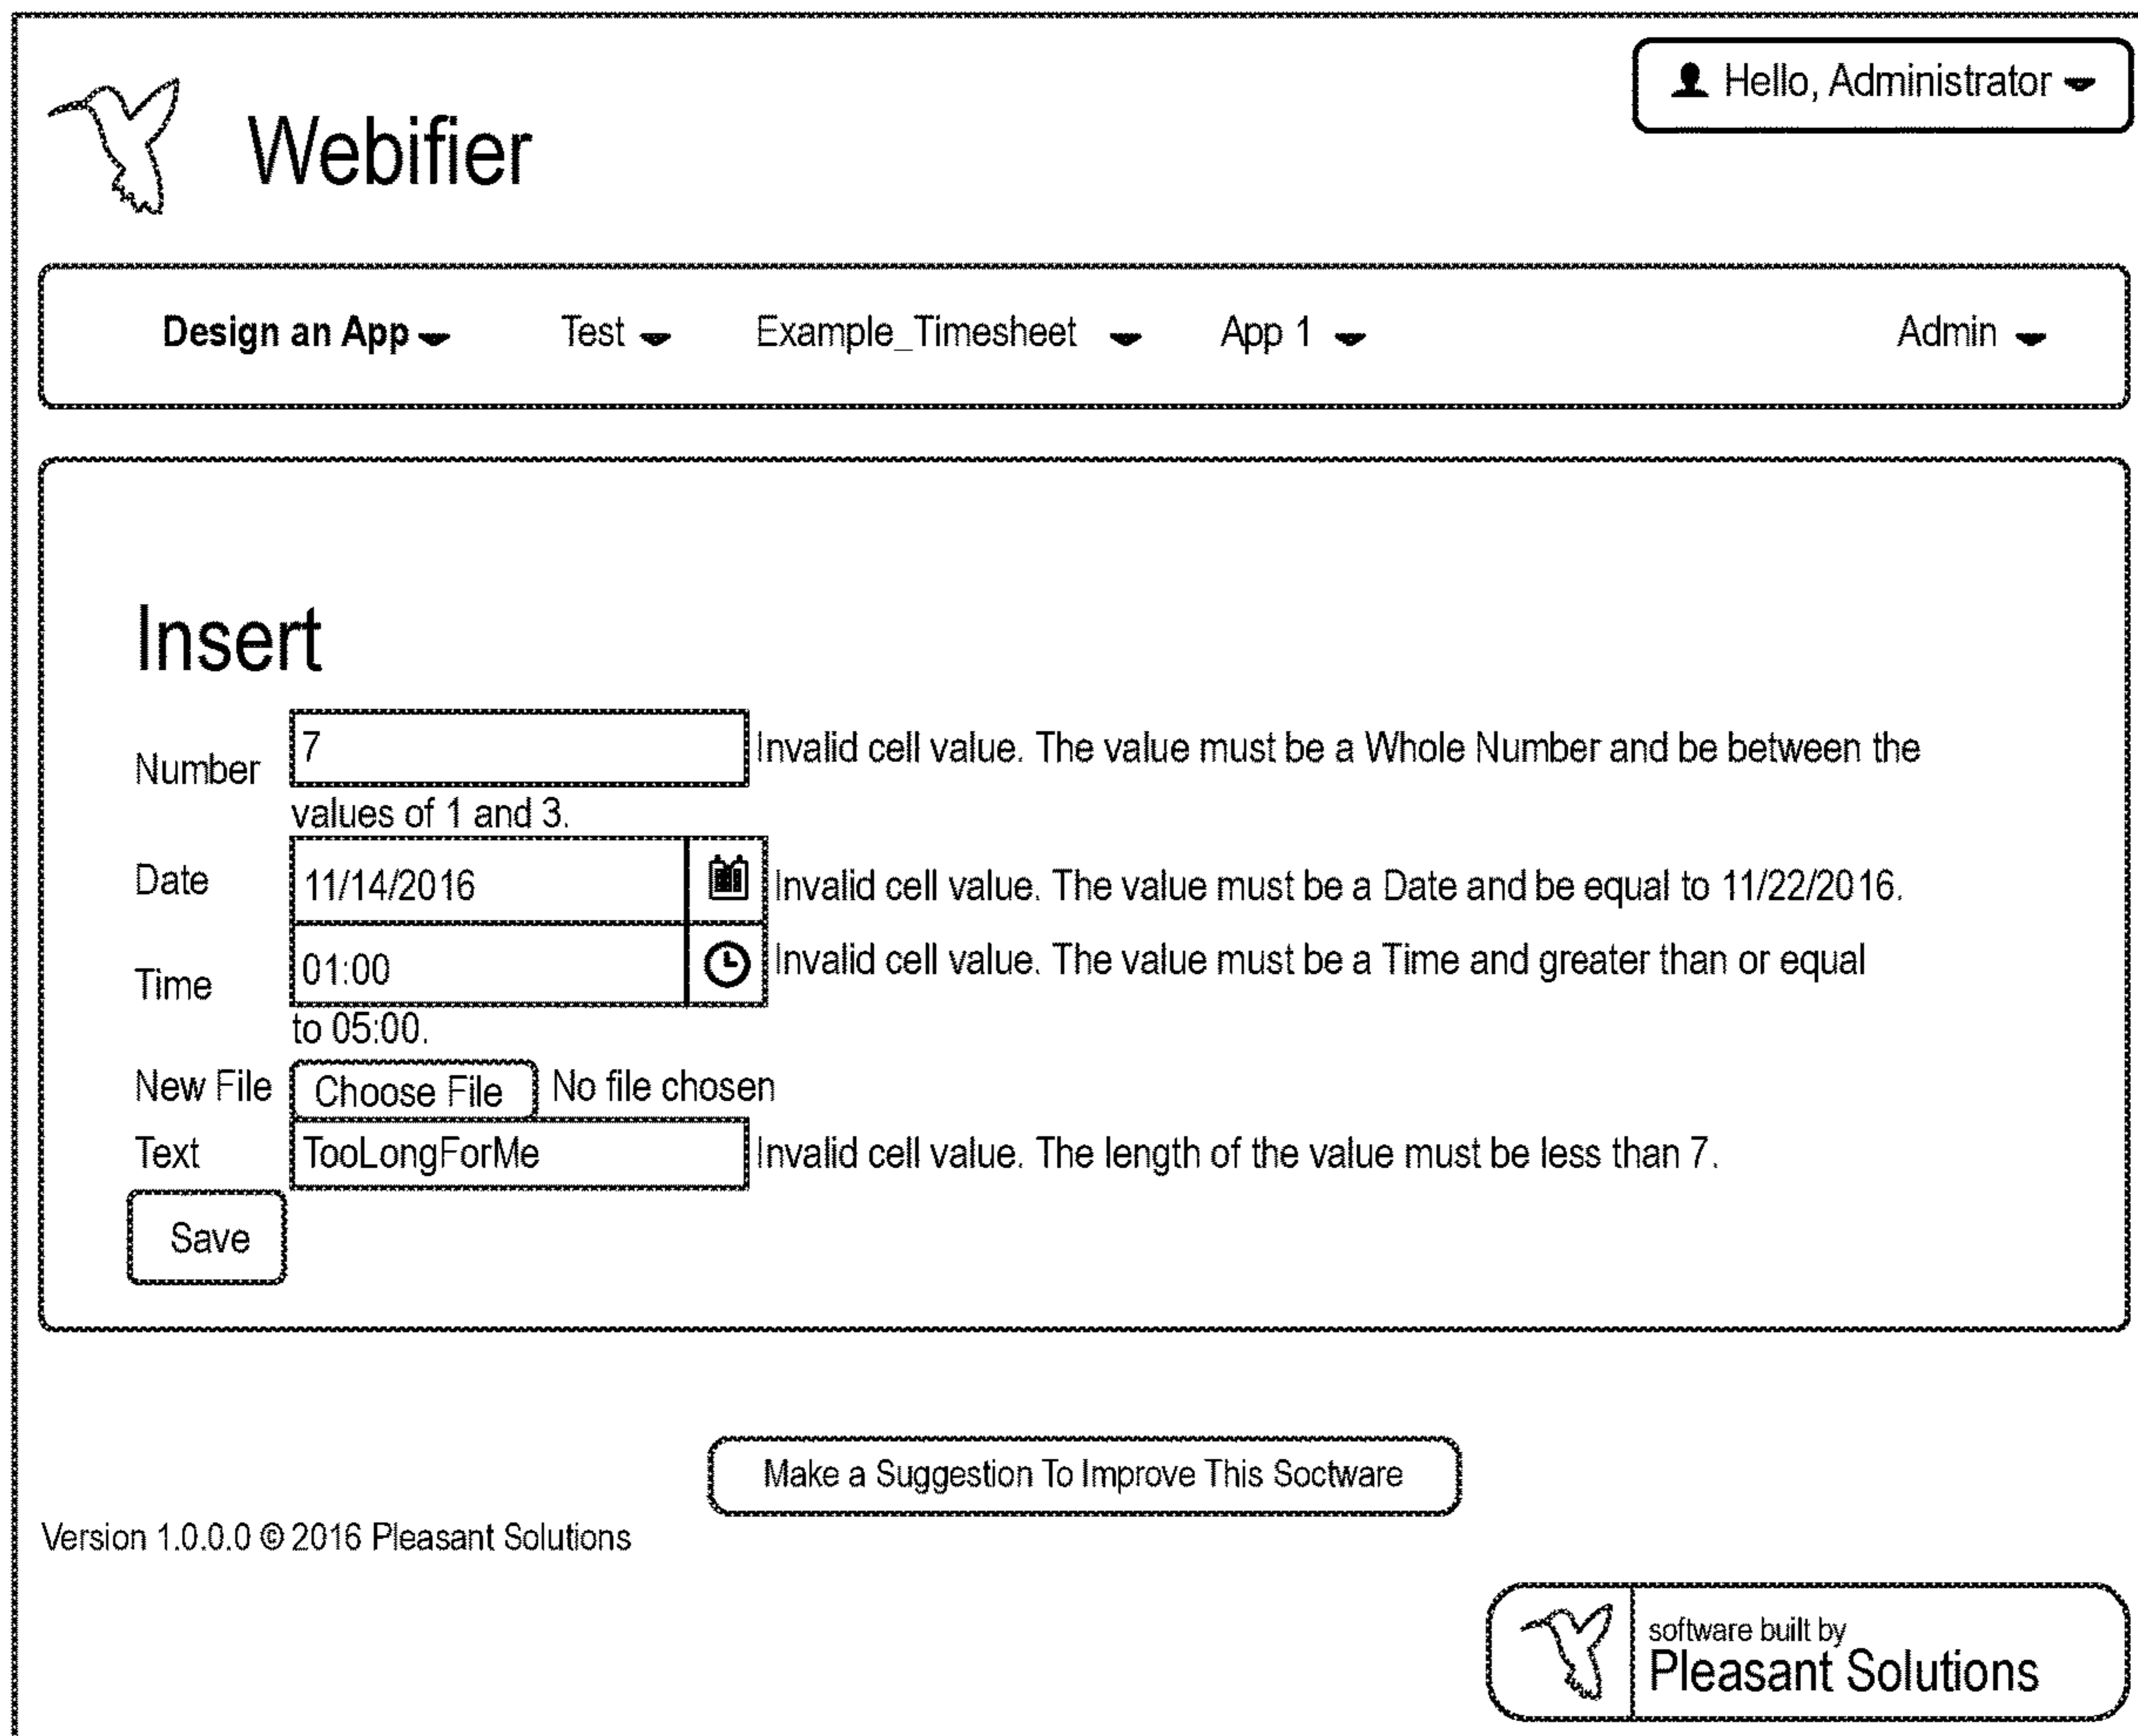 Hello, Administrator
Webifier
Design an App Test Example_Timesheet App 1 Admin
Insert
Number 7 Invalid cell value. The value must be a Whole Number and be between the
values of 1 and 3.
Date 11/14/2016 Invalid cell value. The value must be a Date and be equal to 11/22/2016.
Time 01:00 Invalid cell value. The value must be a Time and greater than or equal
to 05:00.
New File Choose File No file chosen
Text TooLongForMe Invalid cell value. The length of the value must be less than 7.
Save
Make a Suggestion To Improve This Soctware
Version 1.0.0.0 © 2016 Pleasant Solutions
software built by
Pleasant Solutions